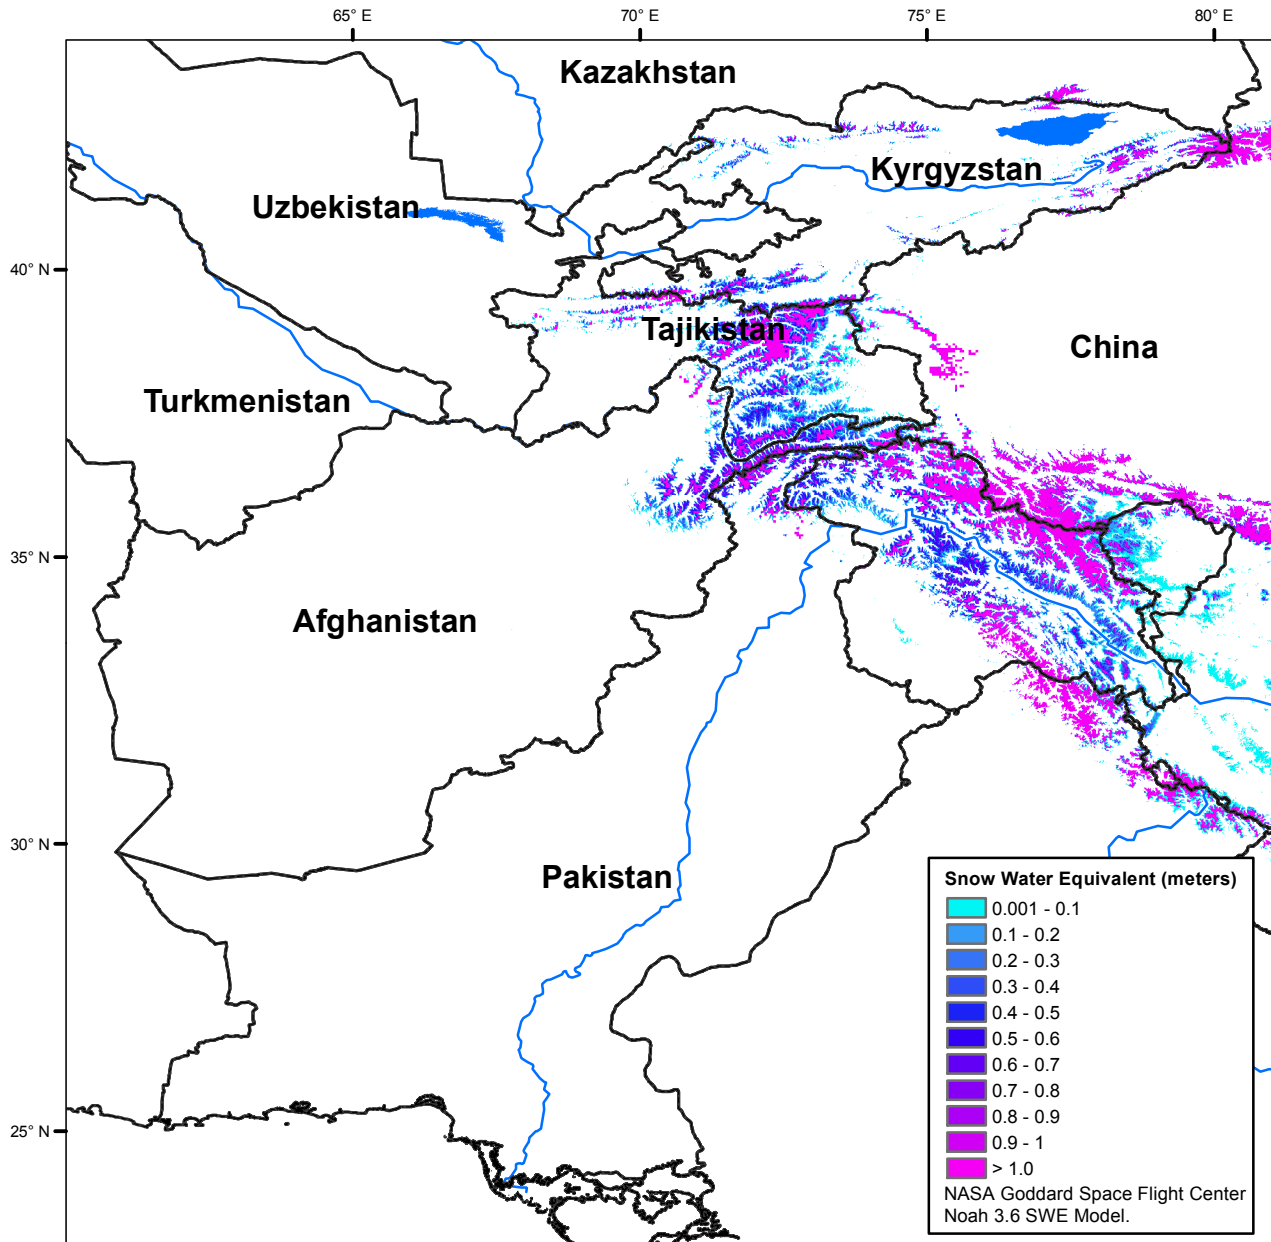 65° E
70° E
75° E
80° E
Kazakhstan
Kyrgyzstan
Uzbekistan
40° N
Tajikistan
China
Turkmenistan
35° N
Afghanistan
30° N
Pakistan
25° N
Snow Water Equivalent (meters)
0.001 - 0.1
0.1 - 0.2
0.2 - 0.3
0.3 - 0.4
0.4 - 0.5
0.5 - 0.6
0.6 - 0.7
0.7 - 0.8
0.8 - 0.9
0.9 - 1
> 1.0
NASA Goddard Space Flight Center
Noah 3.6 SWE Model.